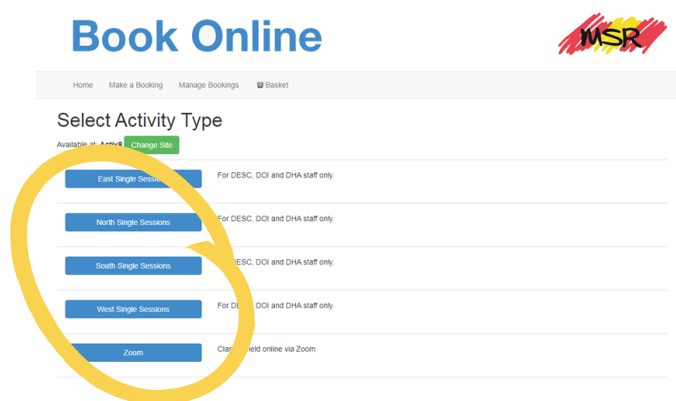 Book Online
MSR
Home Make a Booking Manage Bookings Basket
Select Activity Type
Available at: Activ8 Change Site
East Single Sess
For DESC, DOI and DHA staff only.
North Single Sessions
For DESC, DOI and DHA staff only.
South Single Sessions
DESC, DOI and DHA staff only.
West Single Sessions
For DE DOI and DHA staff only.
Zoom
Clas held online via Zoom